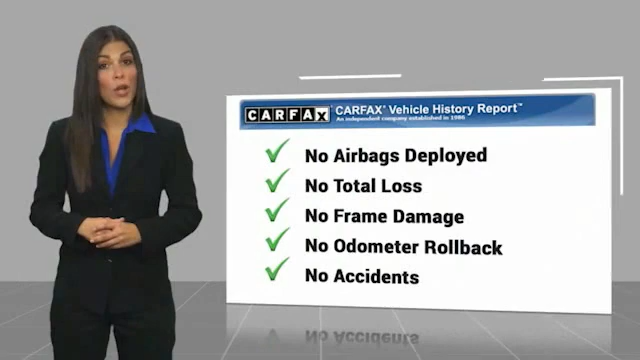 CARFAX CARFAX® Vehicle History Report™
An independent company established in 1986
No Airbags Deployed
No Total Loss
No Frame Damage
No Odometer Rollback
No Accidents